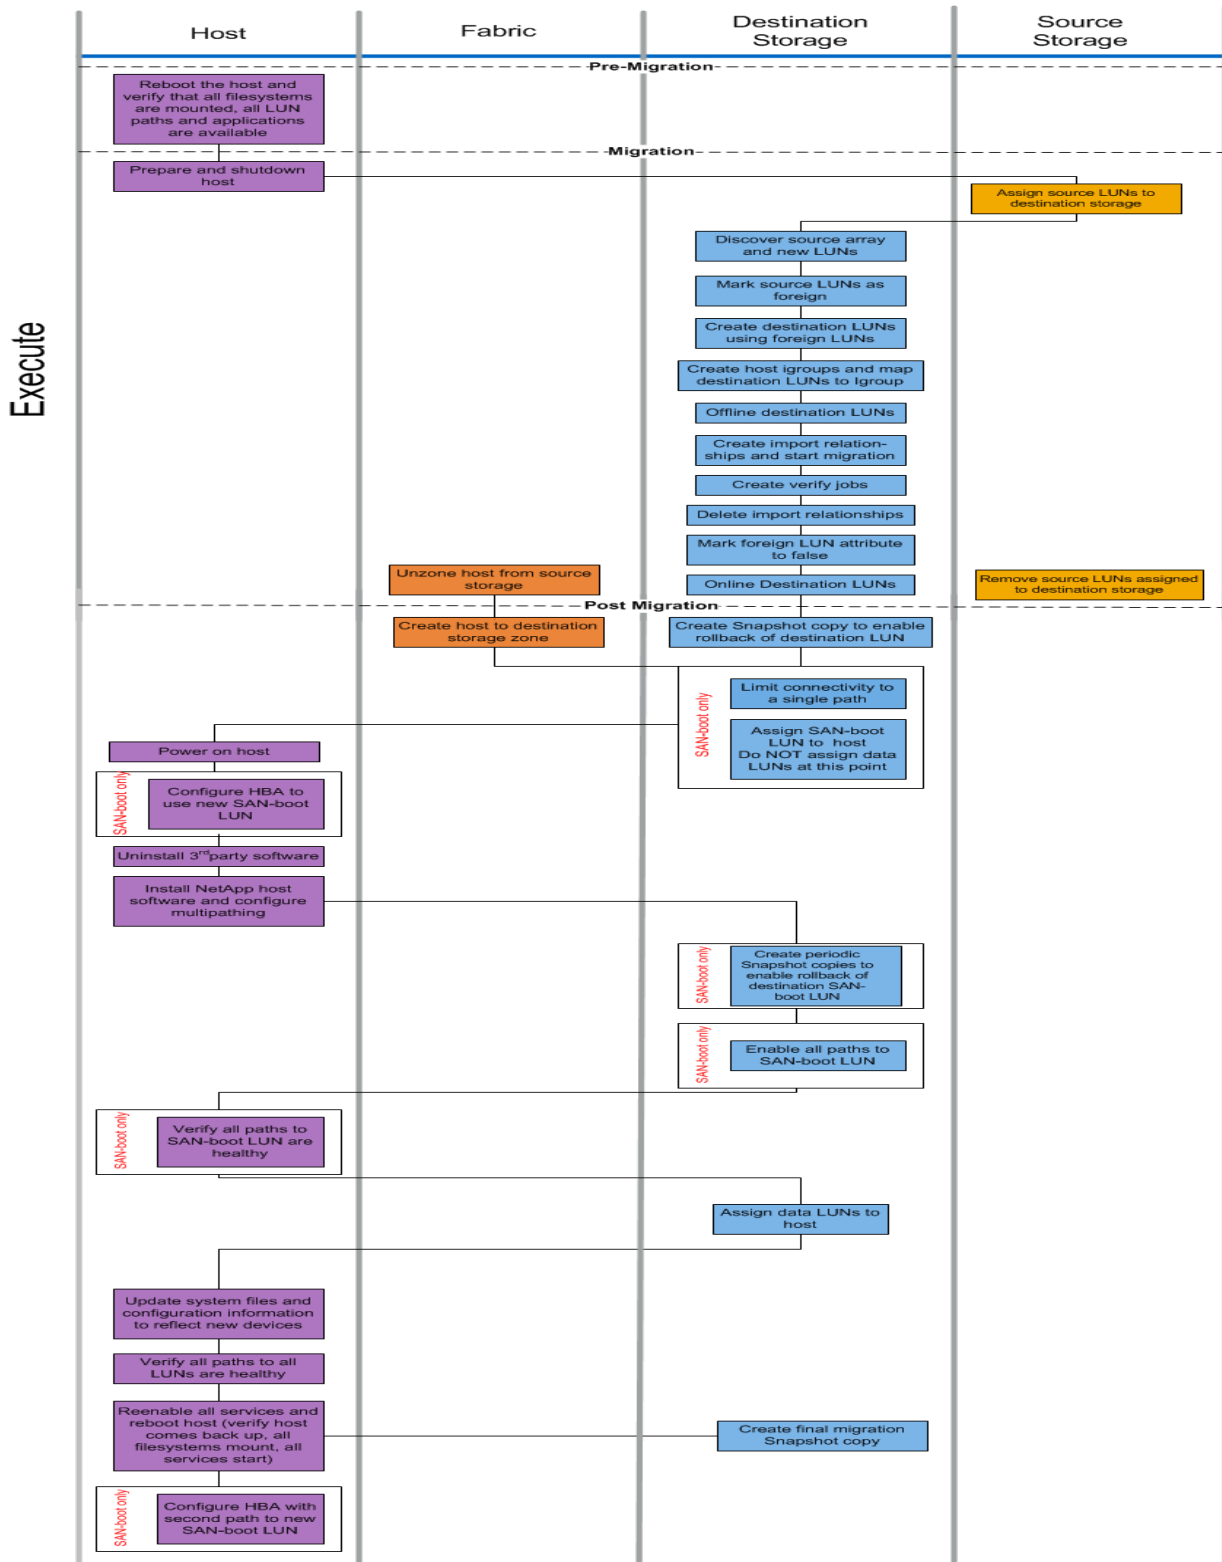 Host
Fabric
Destination
Storage
Source
Storage
Pre-Migration
Reboot the host and
verify that all filesystems
are mounted, all LUN
paths and applications
are available
Migration
Prepare and shutdown
host
Assign source LUNs to
destination storage
Discover source array
and new LUNs
Mark source LUNs as
foreign
Execute
Create destination LUNs
using foreign LUNs
Create host igroups and map
destination LUNs to Igroup
Offline destination LUNs
Create import relation-
ships and start migration
Create verify jobs
Delete import relationships
Mark foreign LUN attribute
to false
Unzone host from source
storage
Online Destination LUNs
Remove source LUNs assigned
to destination storage
Post Migration
Create host to destination
storage zone
Create Snapshot copy to enable
rollback of destination LUN
SAN-boot only
Limit connectivity to
a single path
Assign SAN-boot
LUN to host
Do NOT assign data
LUNs at this point
Power on host
SAN-boot only
Configure HBA to
use new SAN-boot
LUN
Uninstall 3rd party software
Install NetApp host
software and configure
multipathing
SAN-boot only
Create periodic
Snapshot copies to
enable rollback of
destination SAN-
boot LUN
SAN-boot only
Enable all paths to
SAN-boot LUN
SAN-boot only
Verify all paths to
SAN-boot LUN are
healthy
Assign data LUNs to
host
Update system files and
configuration information
to reflect new devices
Verify all paths to all
LUNs are healthy
Reenable all services and
reboot host (verify host
comes back up, all
filesystems mount, all
services start)
Create final migration
Snapshot copy
SAN-boot only
Configure HBA with
second path to new
SAN-boot LUN